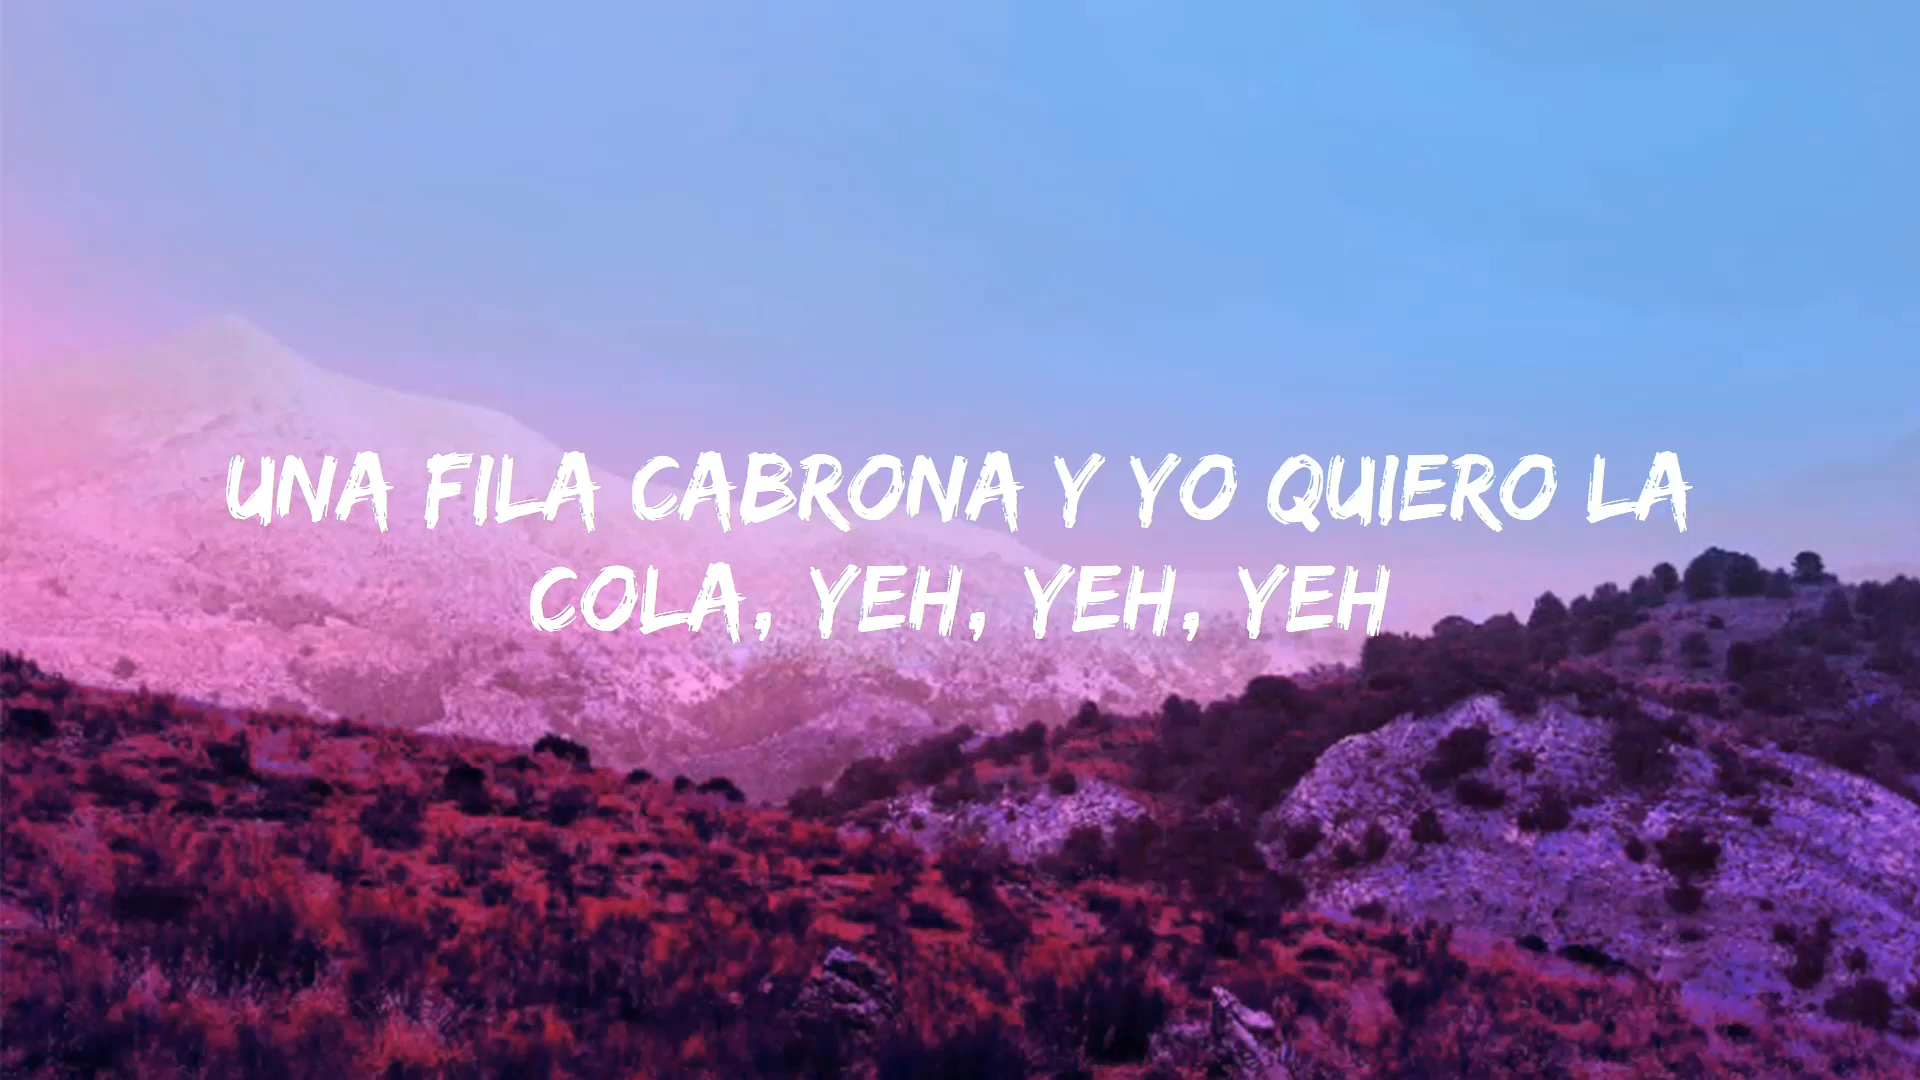 UNA FILA CABRONA Y YO QUIERO LA
COLA, YEH, YEH, YEH